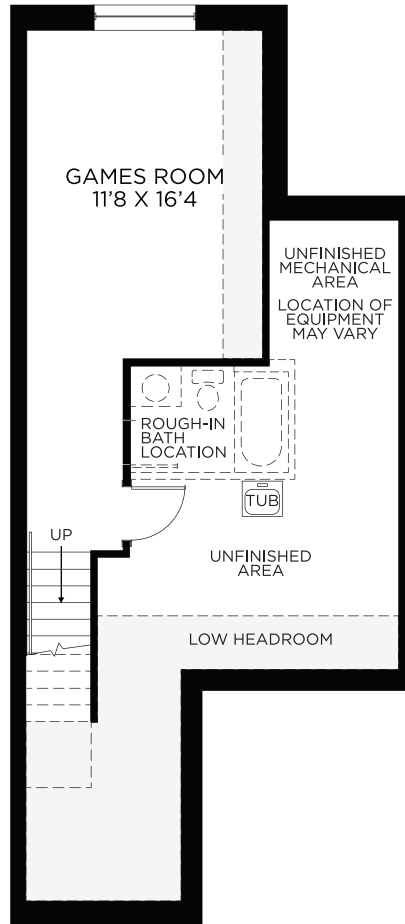 GAMES ROOM
11'8 X 16'4
UNFINISHED
MECHANICAL
AREA
LOCATION OF
EQUIPMENT
MAY VARY
ROUGH-IN
BATH
LOCATION
TUB
UP
UNFINISHED
AREA
LOW HEADROOM